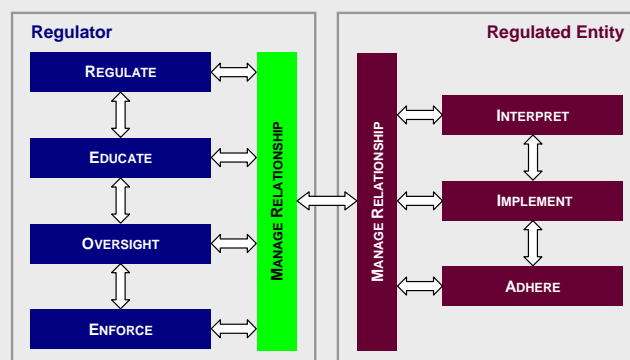 Regulator
REGULATE
EDUCATE
OVERSIGHT
ENFORCE
MANAGE RELATIONSHIP
Regulated Entity
MANAGE RELATIONSHIP
INTERPRET
IMPLEMENT
ADHERE